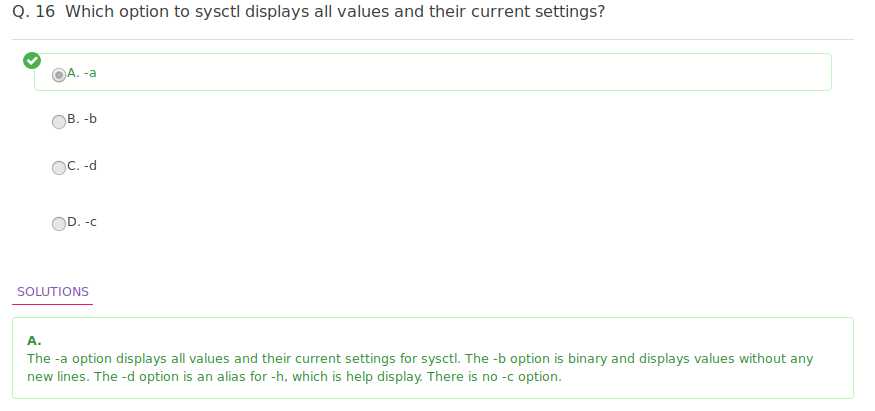 Q. 16  Which option to sysctl displays all values and their current settings?
A. -a
B. -b
C. -d
D. -c
SOLUTIONS
A.
The -a option displays all values and their current settings for sysctl. The -b option is binary and displays values without any
new lines. The -d option is an alias for -h, which is help display. There is no -c option.